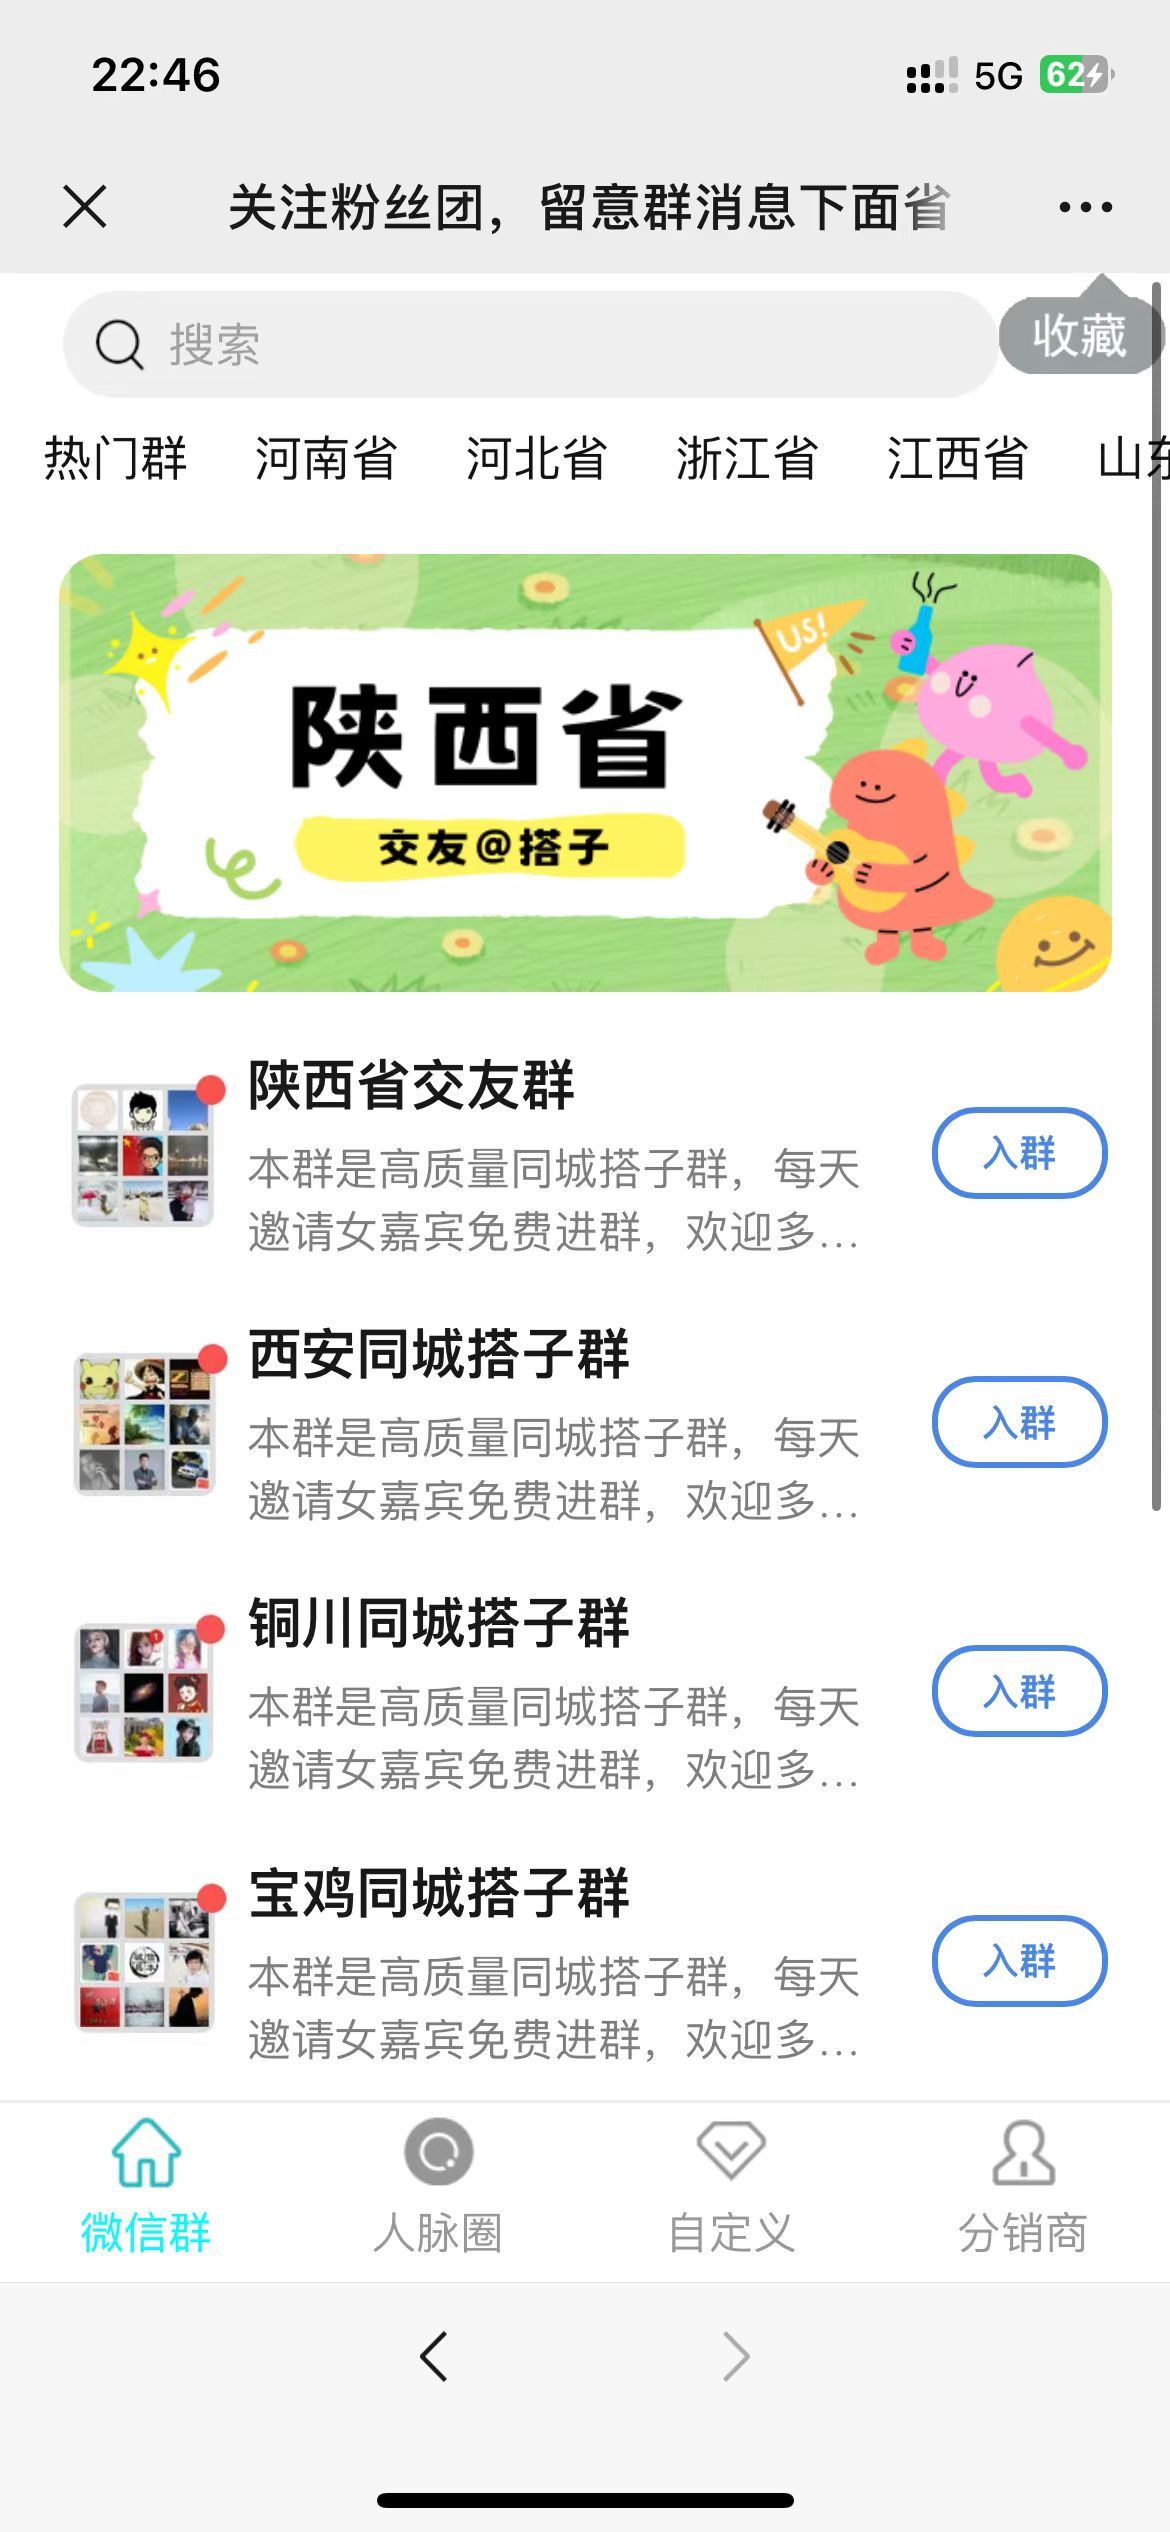 22:46
5G
62
关注粉丝团，留意群消息下面省
搜索
收藏
热门群
河南省
河北省
浙江省
江西省
山东
US!
陕西省
交友@搭子
陕西省交友群
本群是高质量同城搭子群，每天
邀请女嘉宾免费进群，欢迎多...
入群
西安同城搭子群
本群是高质量同城搭子群，每天
邀请女嘉宾免费进群，欢迎多...
入群
铜川同城搭子群
本群是高质量同城搭子群，每天
邀请女嘉宾免费进群，欢迎多...
入群
宝鸡同城搭子群
本群是高质量同城搭子群，每天
邀请女嘉宾免费进群，欢迎多...
入群
微信群
人脉圈
自定义
分销商